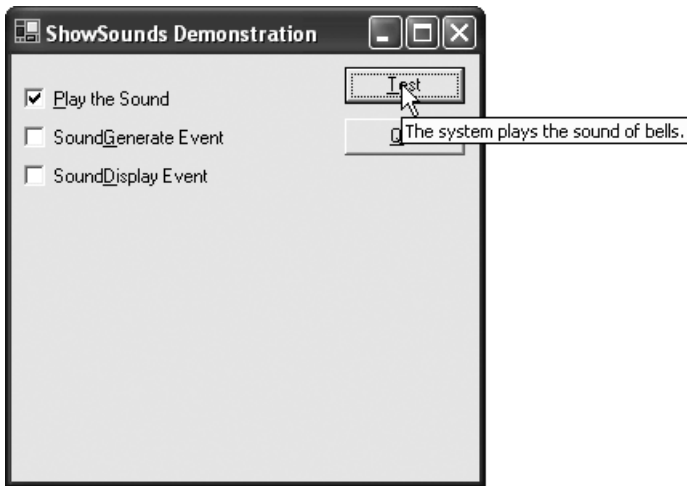 ShowSounds Demonstration
Play the Sound
Test
The system plays the sound of bells.
SoundGenerate Event
SoundDisplay Event